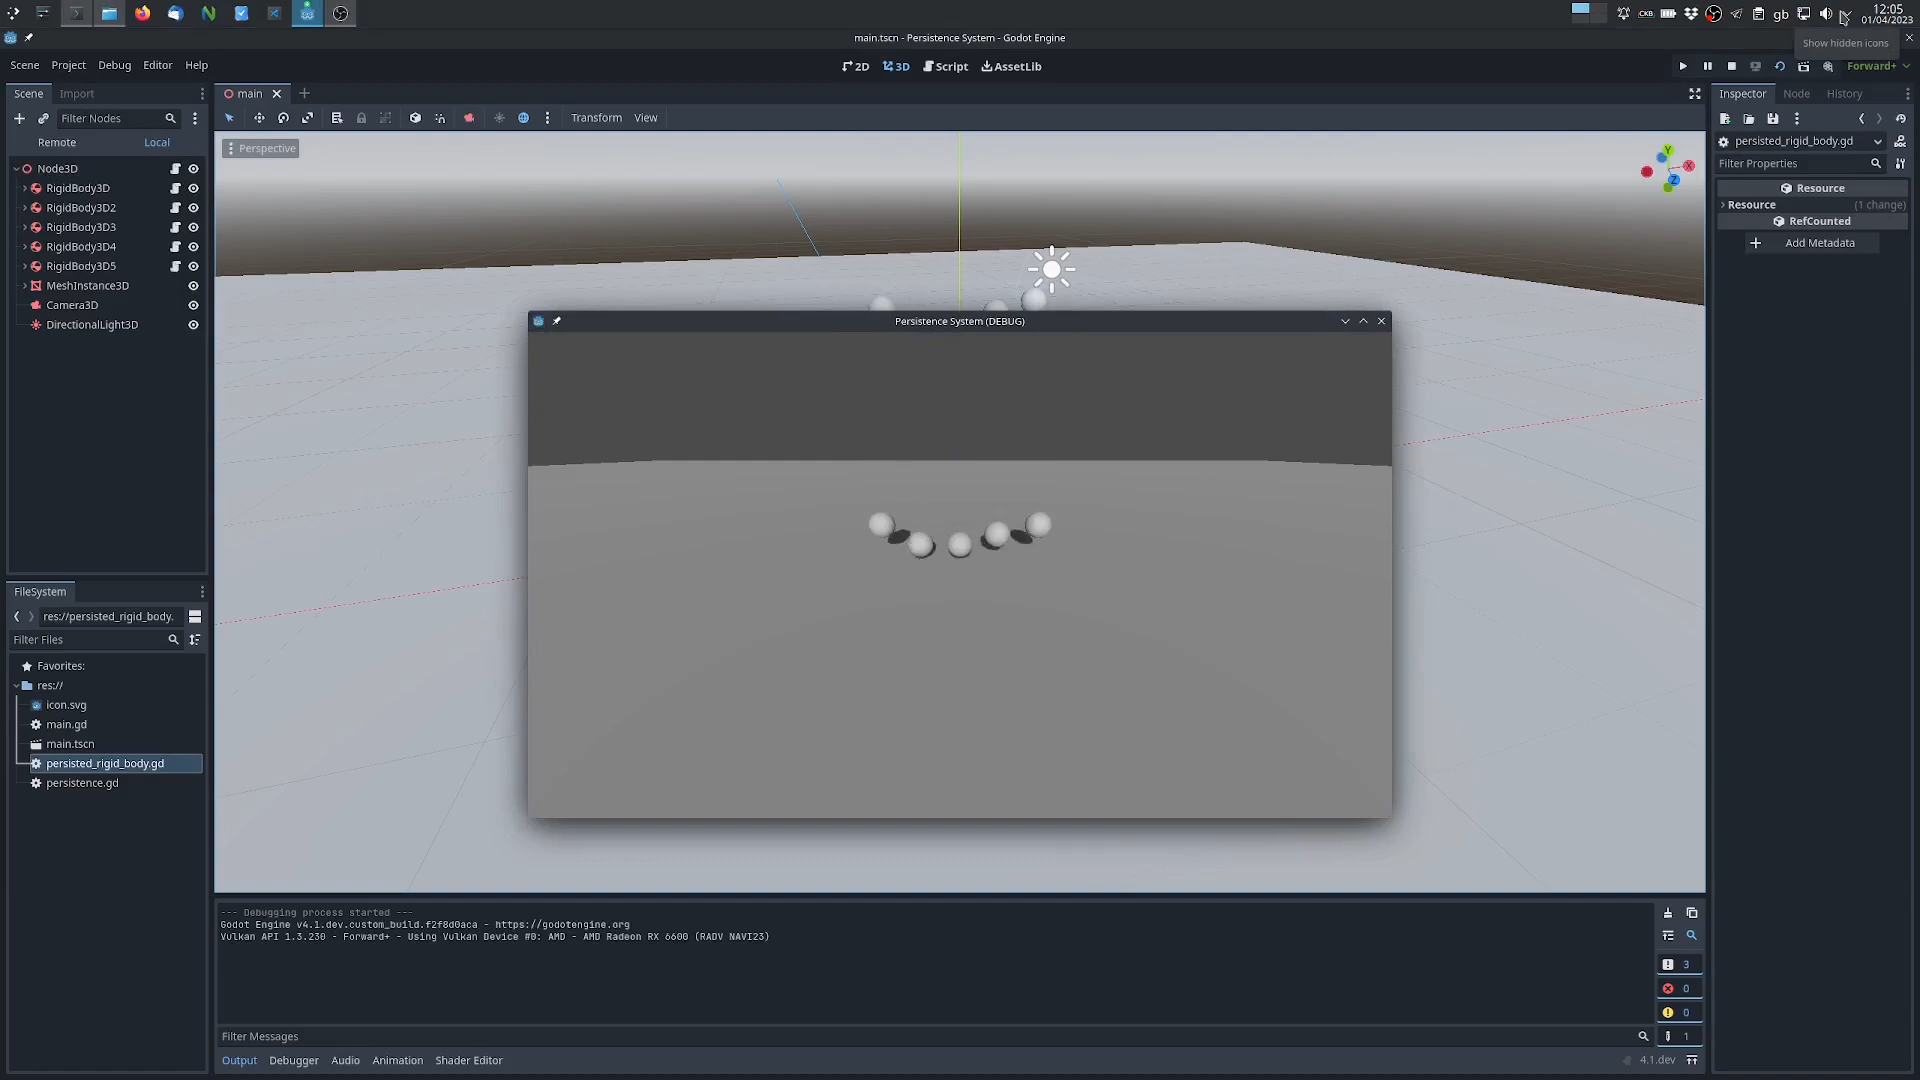 CKB
gb
12:05
01/04/2023
main.tscn - Persistence System - Godot Engine
Show hidden icons
Scene Project Debug Editor Help
2D 3D Script AssetLib
Forward+
Scene Import
main
Inspector Node History
Filter Nodes
Transform View
Remote Local
Perspective
persisted_rigid_body.gd
Filter Properties
Node3D
RigidBody3D
RigidBody3D2
RigidBody3D3
RigidBody3D4
RigidBody3D5
MeshInstance3D
Camera3D
DirectionalLight3D
Y
X
Z
Resource
Resource (1 change)
RefCounted
Add Metadata
Persistence System (DEBUG)
FileSystem
res://persisted_rigid_body.
Filter Files
Favorites:
res://
icon.svg
main.gd
main.tscn
persisted_rigid_body.gd
persistence.gd
--- Debugging process started ---
Godot Engine v4.1.dev.custom_build.f2f8d0aca - https://godotengine.org
Vulkan API 1.3.230 - Forward+ - Using Vulkan Device #0: AMD - AMD Radeon RX 6600 (RADV NAVI23)
3
0
0
1
Filter Messages
Output Debugger Audio Animation Shader Editor
4.1.dev